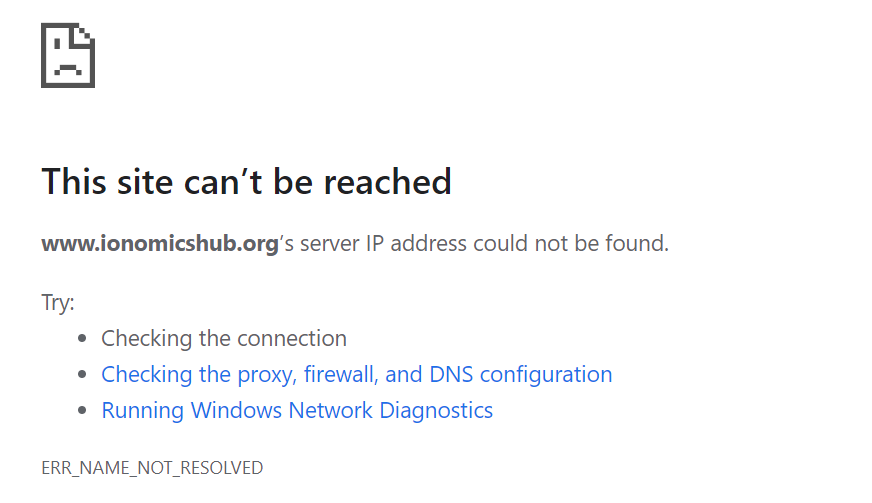 This site can’t be reached
www.ionomicshub.org’s server IP address could not be found.
Try:
• Checking the connection
• Checking the proxy, firewall, and DNS configuration
• Running Windows Network Diagnostics
ERR_NAME_NOT_RESOLVED